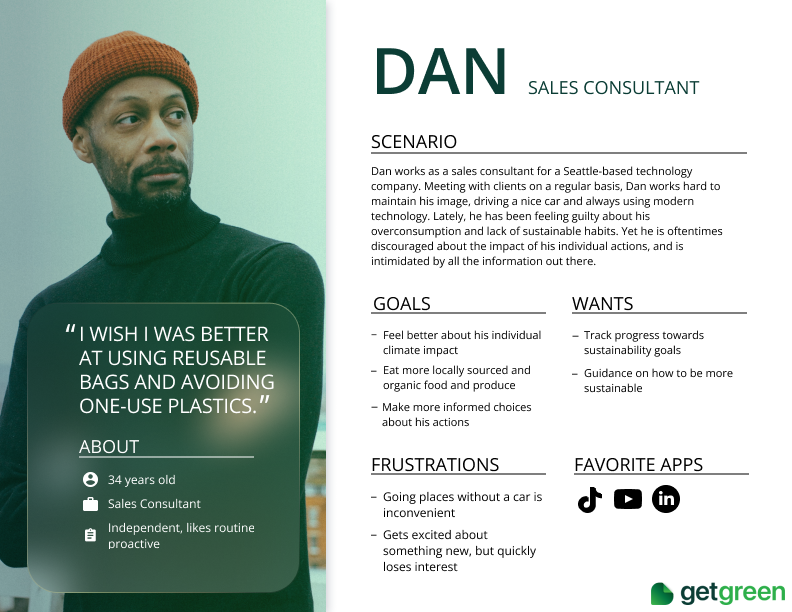 DAN SALES CONSULTANT
SCENARIO
Dan works as a sales consultant for a Seattle-based technology
company. Meeting with clients on a regular basis, Dan works hard to
maintain his image, driving a nice car and always using modern
technology. Lately, he has been feeling guilty about his
overconsumption and lack of sustainable habits. Yet he is oftentimes
discouraged about the impact of his individual actions, and is
intimidated by all the information out there.
GOALS
– Feel better about his individual
climate impact
– Eat more locally sourced and
organic food and produce
– Make more informed choices
about his actions
WANTS
– Track progress towards
sustainability goals
– Guidance on how to be more
sustainable
FRUSTRATIONS
– Going places without a car is
inconvenient
– Gets excited about
something new, but quickly
loses interest
FAVORITE APPS
in
“I WISH I WAS BETTER
AT USING REUSABLE
BAGS AND AVOIDING
ONE-USE PLASTICS.”
ABOUT
34 years old
Sales Consultant
Independent, likes routine
proactive
getgreen